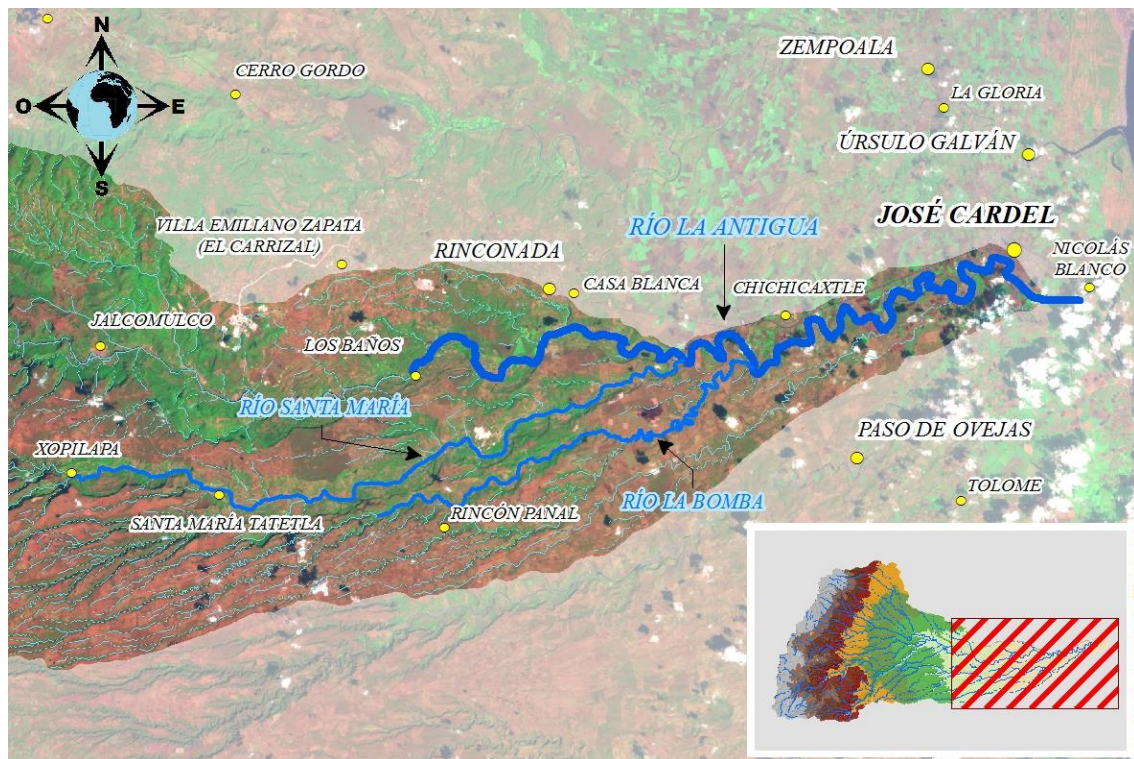 N
O
E
S
CERRO GORDO
ZEMPOALA
LA GLORIA
ÚRSULO GALVÁN
VILLA EMILIANO ZAPATA
(EL CARRIZAL)
RINCONADA
RÍO LA ANTIGUA
JOSÉ CARDEL
NICOLÁS
BLANCO
CASA BLANCA
CHICHICAXTLE
JALCOMULCO
LOS BAÑOS
RÍO SANTA MARÍA
XOPILAPA
PASO DE OVEJAS
SANTA MARÍA TATETLA
RINCÓN PANAL
RÍO LA BOMBA
TOLOME